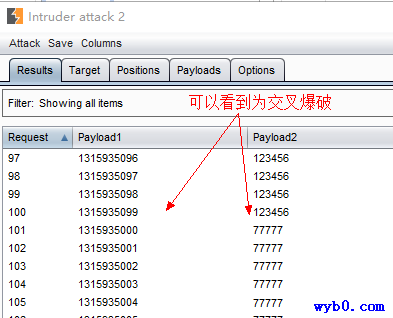 Intruder attack 2
Attack Save Columns
Results Target Positions Payloads Options
Filter: Showing all items
可以看到为交叉爆破
Request Payload1 Payload2
97 1315935096 123456
98 1315935097 123456
99 1315935098 123456
100 1315935099 123456
101 1315935000 77777
102 1315935001 77777
103 1315935002 77777
104 1315935003 77777
105 1315935004 77777
wyb0.com